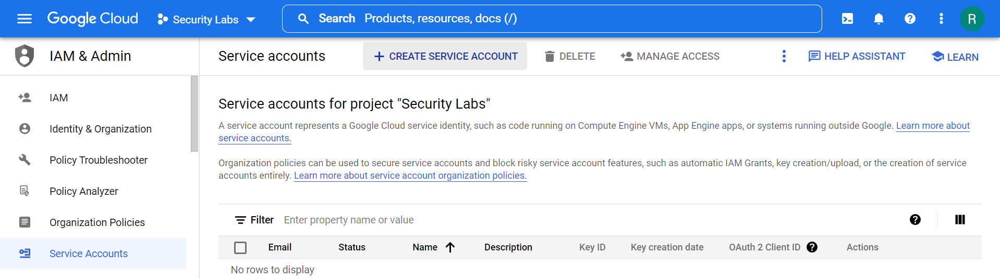 Google Cloud Security Labs Search Products, resources, docs (/) R
IAM & Admin
Service accounts CREATE SERVICE ACCOUNT DELETE MANAGE ACCESS HELP ASSISTANT LEARN
IAM
Identity & Organization
Policy Troubleshooter
Policy Analyzer
Organization Policies
Service Accounts
Service accounts for project "Security Labs"
A service account represents a Google Cloud service identity, such as code running on Compute Engine VMs, App Engine apps, or systems running outside Google. Learn more about
service accounts.
Organization policies can be used to secure service accounts and block risky service account features, such as automatic IAM Grants, key creation/upload, or the creation of service
accounts entirely. Learn more about service account organization policies.
Filter Enter property name or value
Email Status Name Description Key ID Key creation date OAuth 2 Client ID Actions
No rows to display